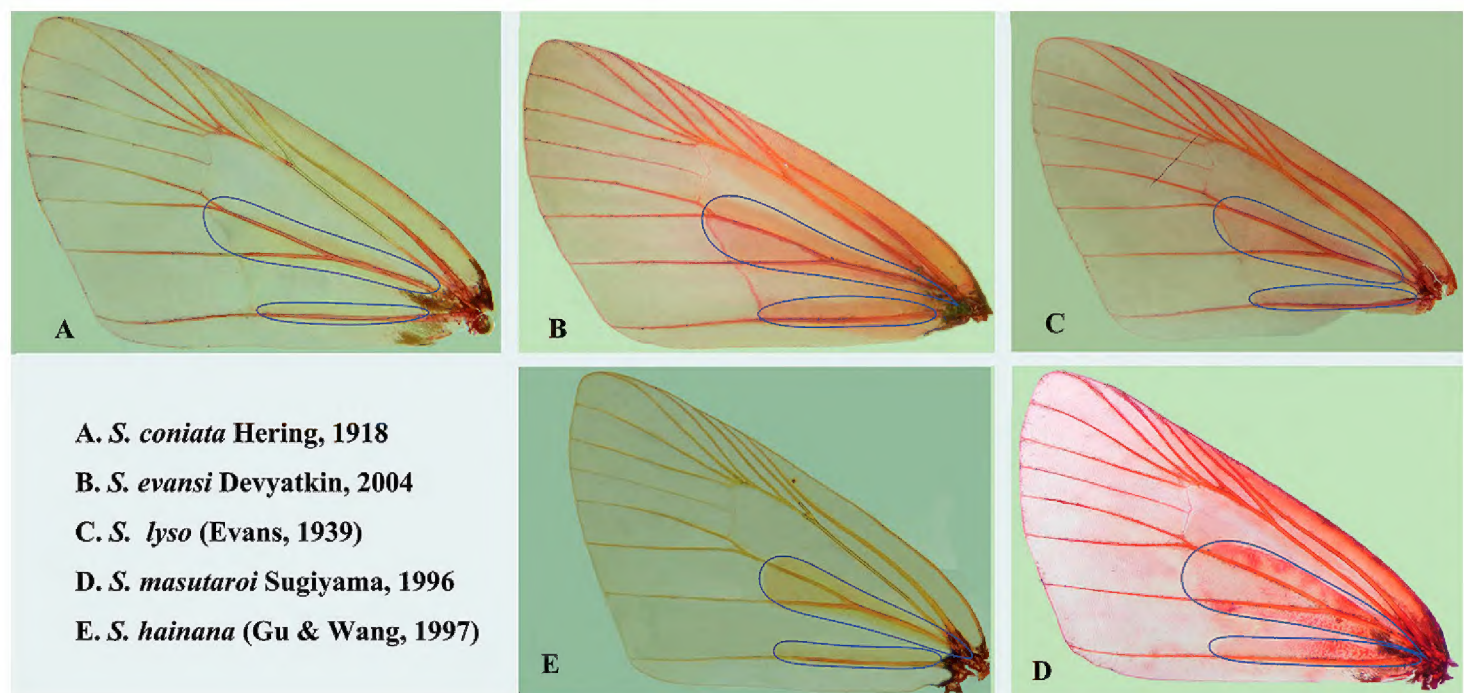 A
B
C
A. S. coniata Hering, 1918
B. S. evansi Devyatkin, 2004
C. S. lyso (Evans, 1939)
D. S. masutaroi Sugiyama, 1996
E. S. hainana (Gu & Wang, 1997)
E
D